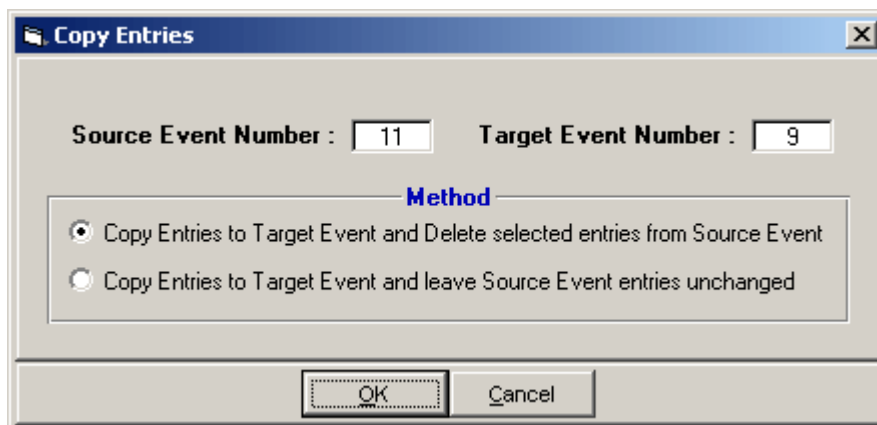 Copy Entries
Source Event Number : 11 Target Event Number : 9
Method
Copy Entries to Target Event and Delete selected entries from Source Event
Copy Entries to Target Event and leave Source Event entries unchanged
OK Cancel